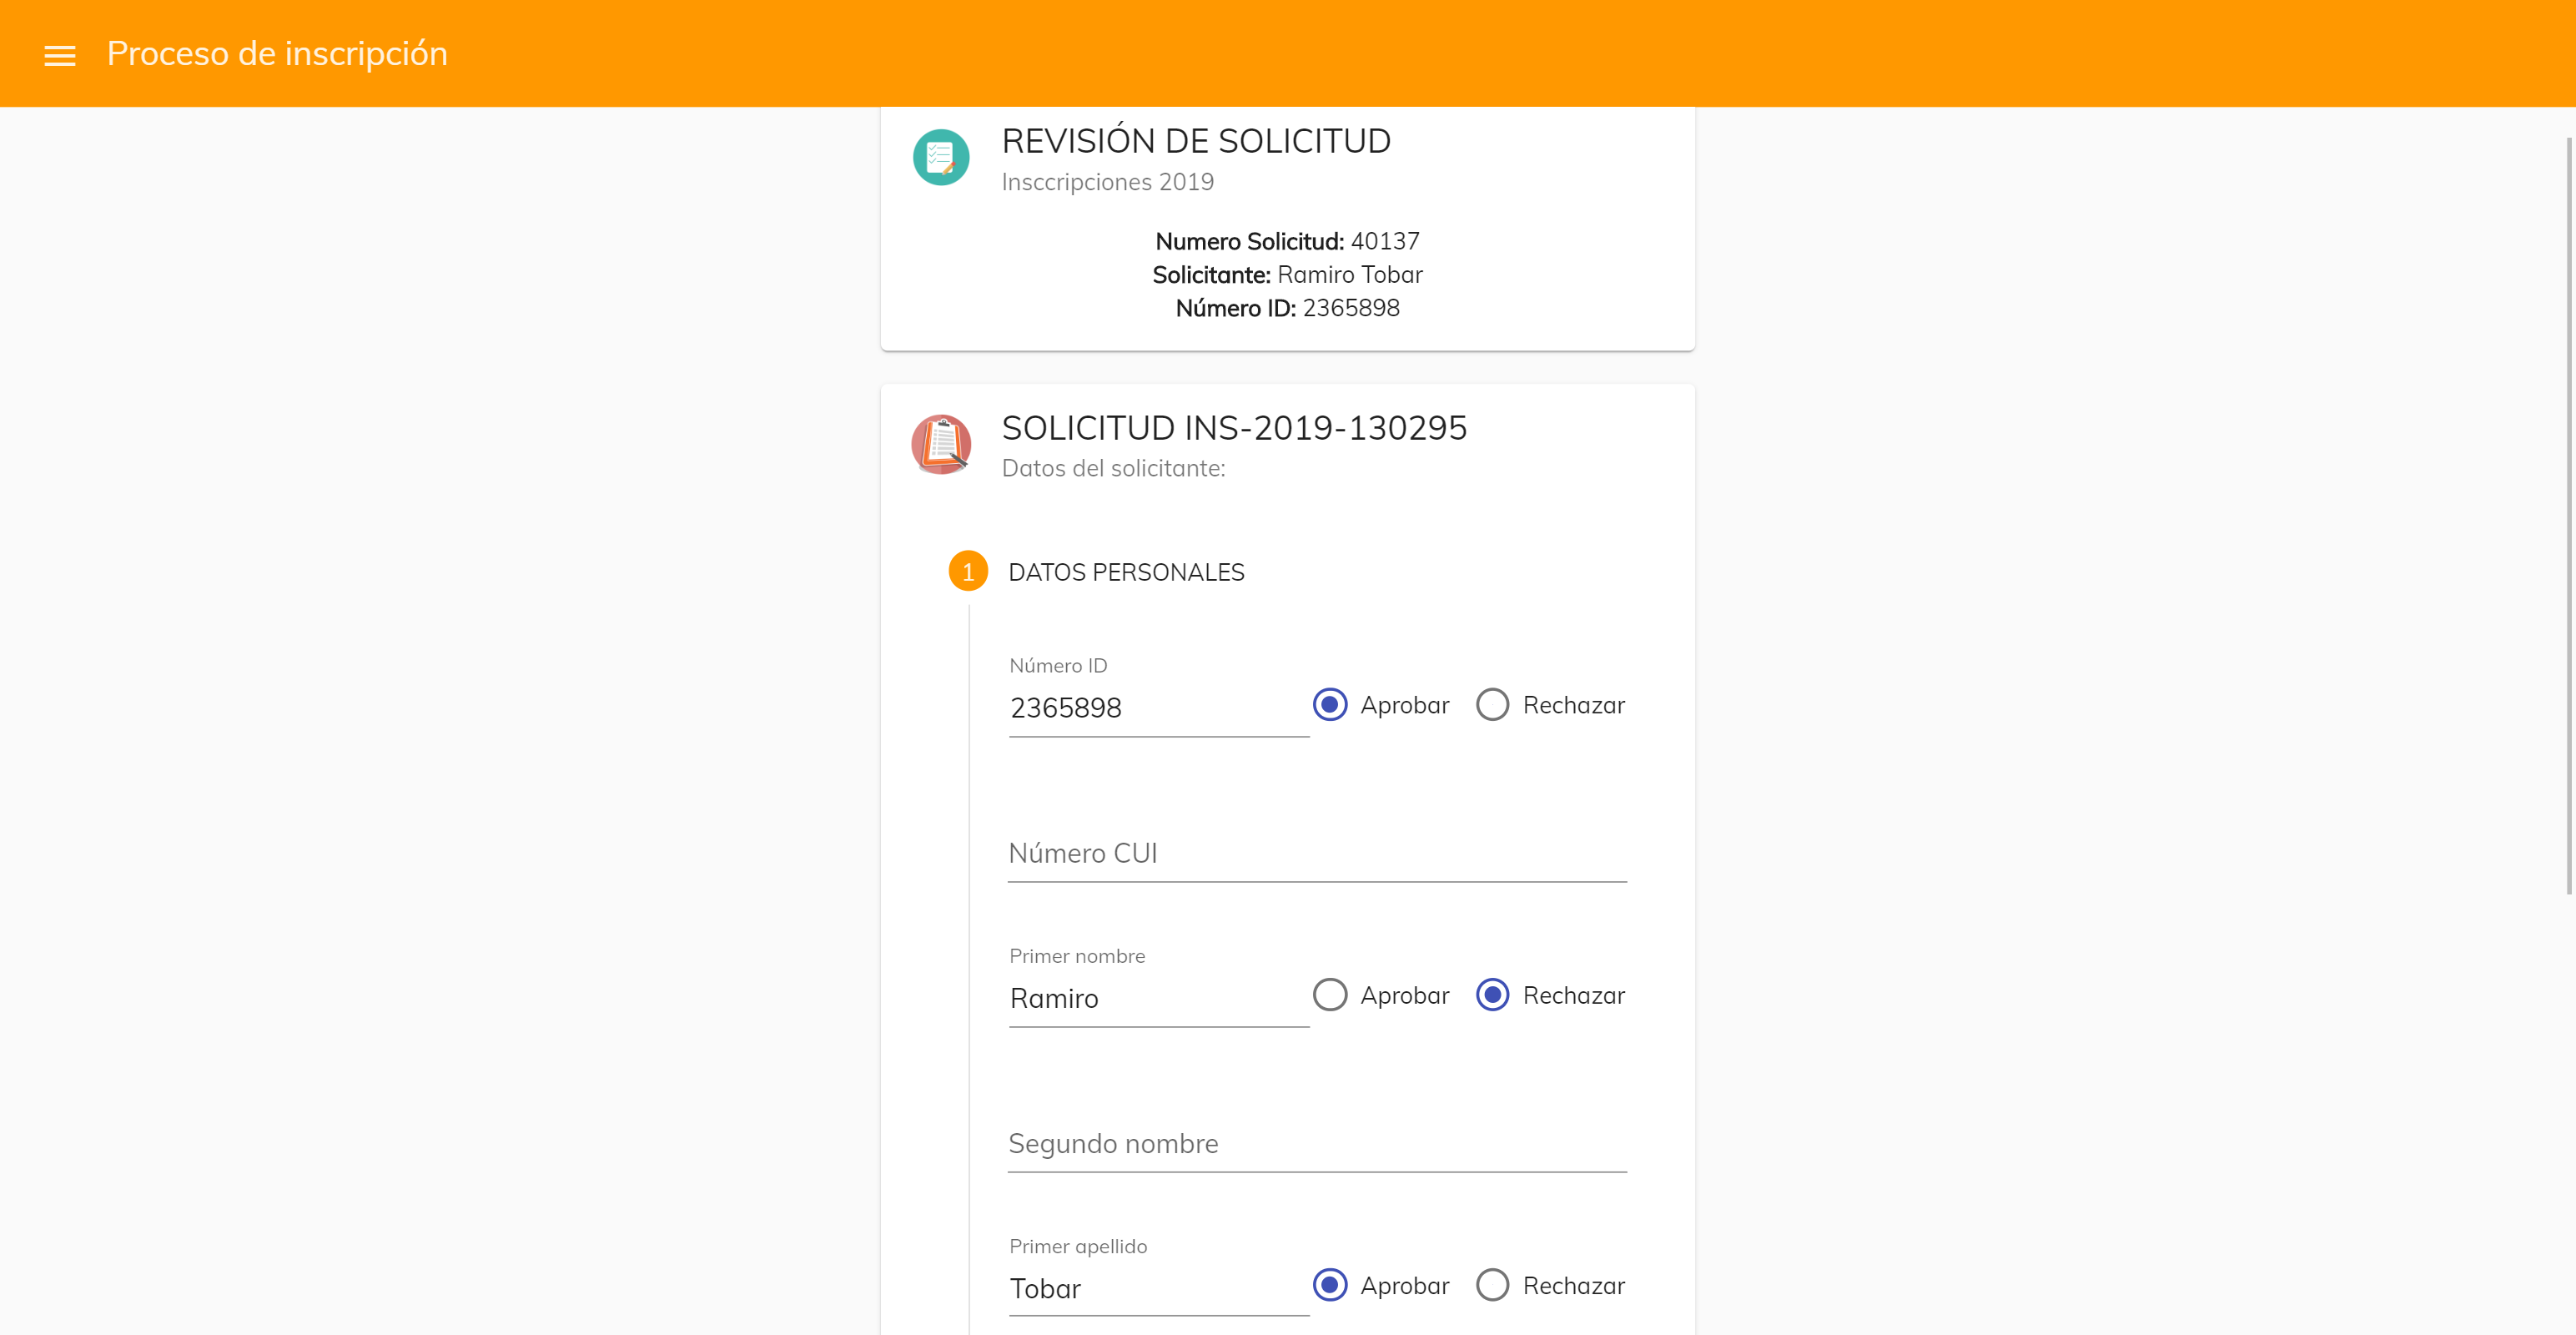 Proceso de inscripción
REVISIÓN DE SOLICITUD
Insccripciones 2019
Numero Solicitud: 40137
Solicitante: Ramiro Tobar
Número ID: 2365898
SOLICITUD INS-2019-130295
Datos del solicitante:
1 DATOS PERSONALES
Número ID
2365898 Aprobar Rechazar
Número CUI
Primer nombre
Ramiro Aprobar Rechazar
Segundo nombre
Primer apellido
Tobar Aprobar Rechazar